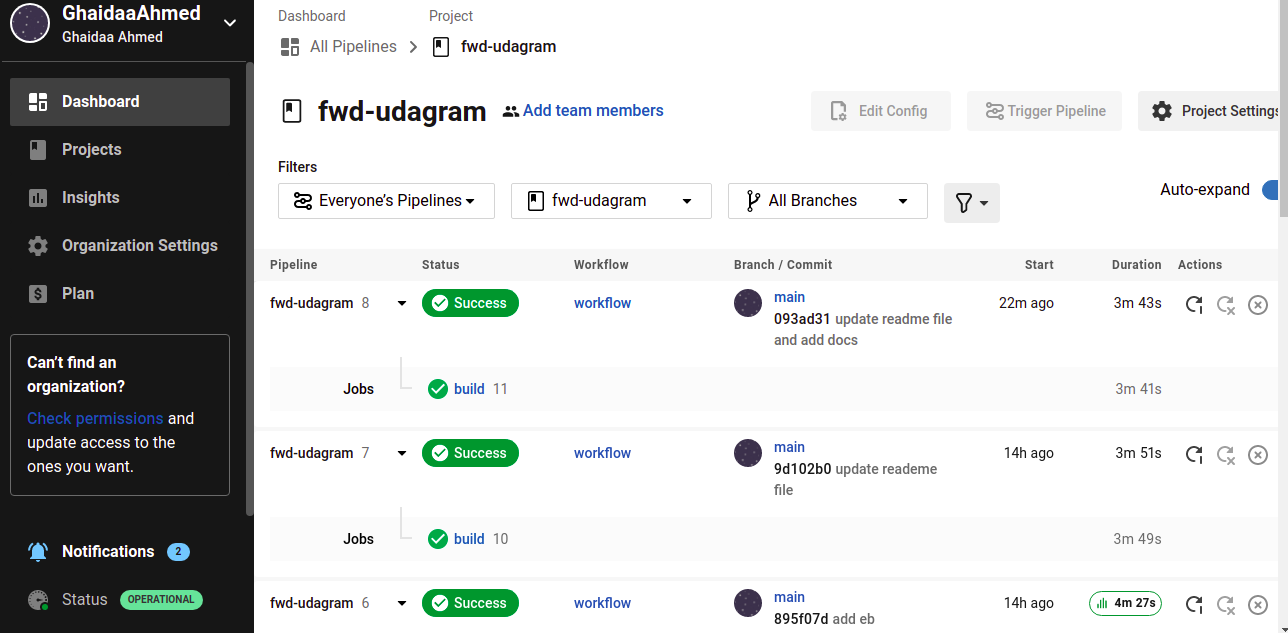 GhaidaaAhmed
Ghaidaa Ahmed
Dashboard
Projects
Insights
Organization Settings
Plan
Can't find an
organization?
Check permissions and
update access to the
ones you want.
Notifications 2
Status OPERATIONAL
Dashboard Project
All Pipelines fwd-udagram
fwd-udagram Add team members Edit Config Trigger Pipeline Project Settings
Filters
Everyone's Pipelines fwd-udagram All Branches Auto-expand
Pipeline Status Workflow Branch / Commit Start Duration Actions
fwd-udagram 8 Success workflow main 22m ago 3m 43s
093ad31 update readme file
and add docs
Jobs build 11 3m 41s
fwd-udagram 7 Success workflow main 14h ago 3m 51s
9d102b0 update reademe
file
Jobs build 10 3m 49s
fwd-udagram 6 Success workflow main 14h ago 4m 27s
895f07d add eb